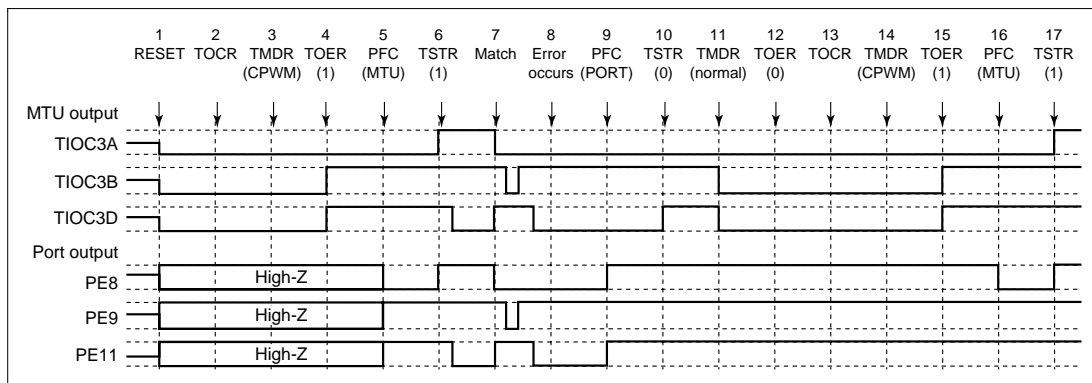 1 2 3 4 5 6 7 8 9 10 11 12 13 14 15 16 17
RESET TOCR TMDR TOER PFC TSTR Match Error PFC TSTR TMDR TOER TOCR TMDR TOER PFC TSTR
(CPWM) (1) (MTU) (1) occurs (PORT) (0) (normal) (0) (CPWM) (1) (MTU) (1)
MTU output
TIOC3A
TIOC3B
TIOC3D
Port output
PE8 High-Z
PE9 High-Z
PE11 High-Z